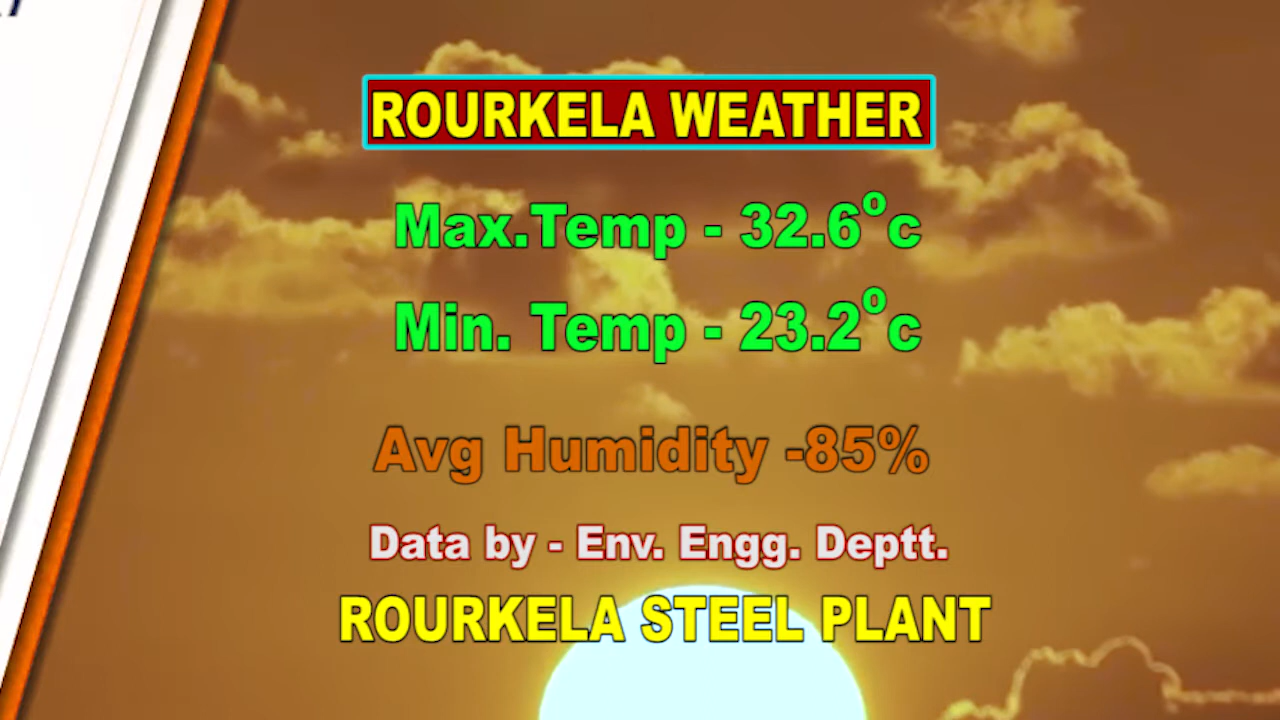 ROURKELA WEATHER
Max.Temp - 32.6°c
Min. Temp - 23.2°c
Avg Humidity -85%
Data by - Env. Engg. Deptt.
ROURKELA STEEL PLANT